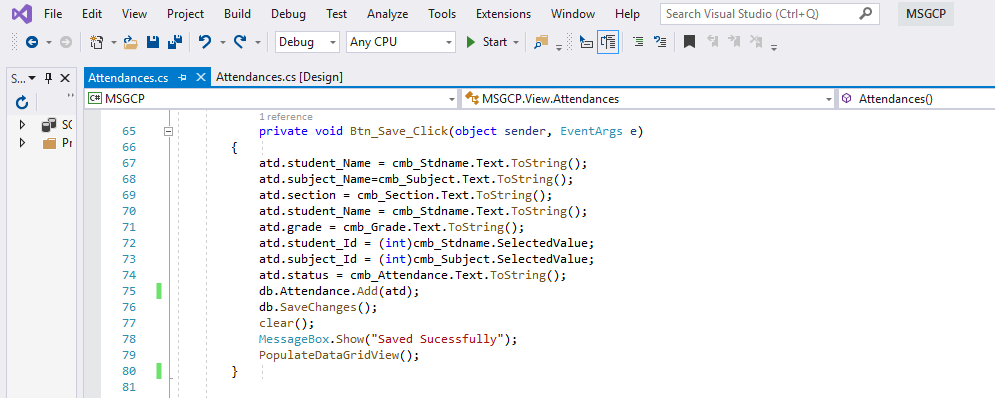 File Edit View Project Build Debug Test Analyze Tools Extensions Window Help Search Visual Studio (Ctrl+Q) MSGCP
Debug Any CPU Start
S... Attendances.cs Attendances.cs [Design]
C# MSGCP MSGCP.View.Attendances Attendances()
1 reference
65 private void Btn_Save_Click(object sender, EventArgs e)
66 {
67 atd.student_Name = cmb_Stdname.Text.ToString();
68 atd.subject_Name=cmb_Subject.Text.ToString();
69 atd.section = cmb_Section.Text.ToString();
70 atd.student_Name = cmb_Stdname.Text.ToString();
71 atd.grade = cmb_Grade.Text.ToString();
72 atd.student_Id = (int)cmb_Stdname.SelectedValue;
73 atd.subject_Id = (int)cmb_Subject.SelectedValue;
74 atd.status = cmb_Attendance.Text.ToString();
75 db.Attendance.Add(atd);
76 db.SaveChanges();
77 clear();
78 MessageBox.Show("Saved Sucessfully");
79 PopulateDataGridView();
80 }
81